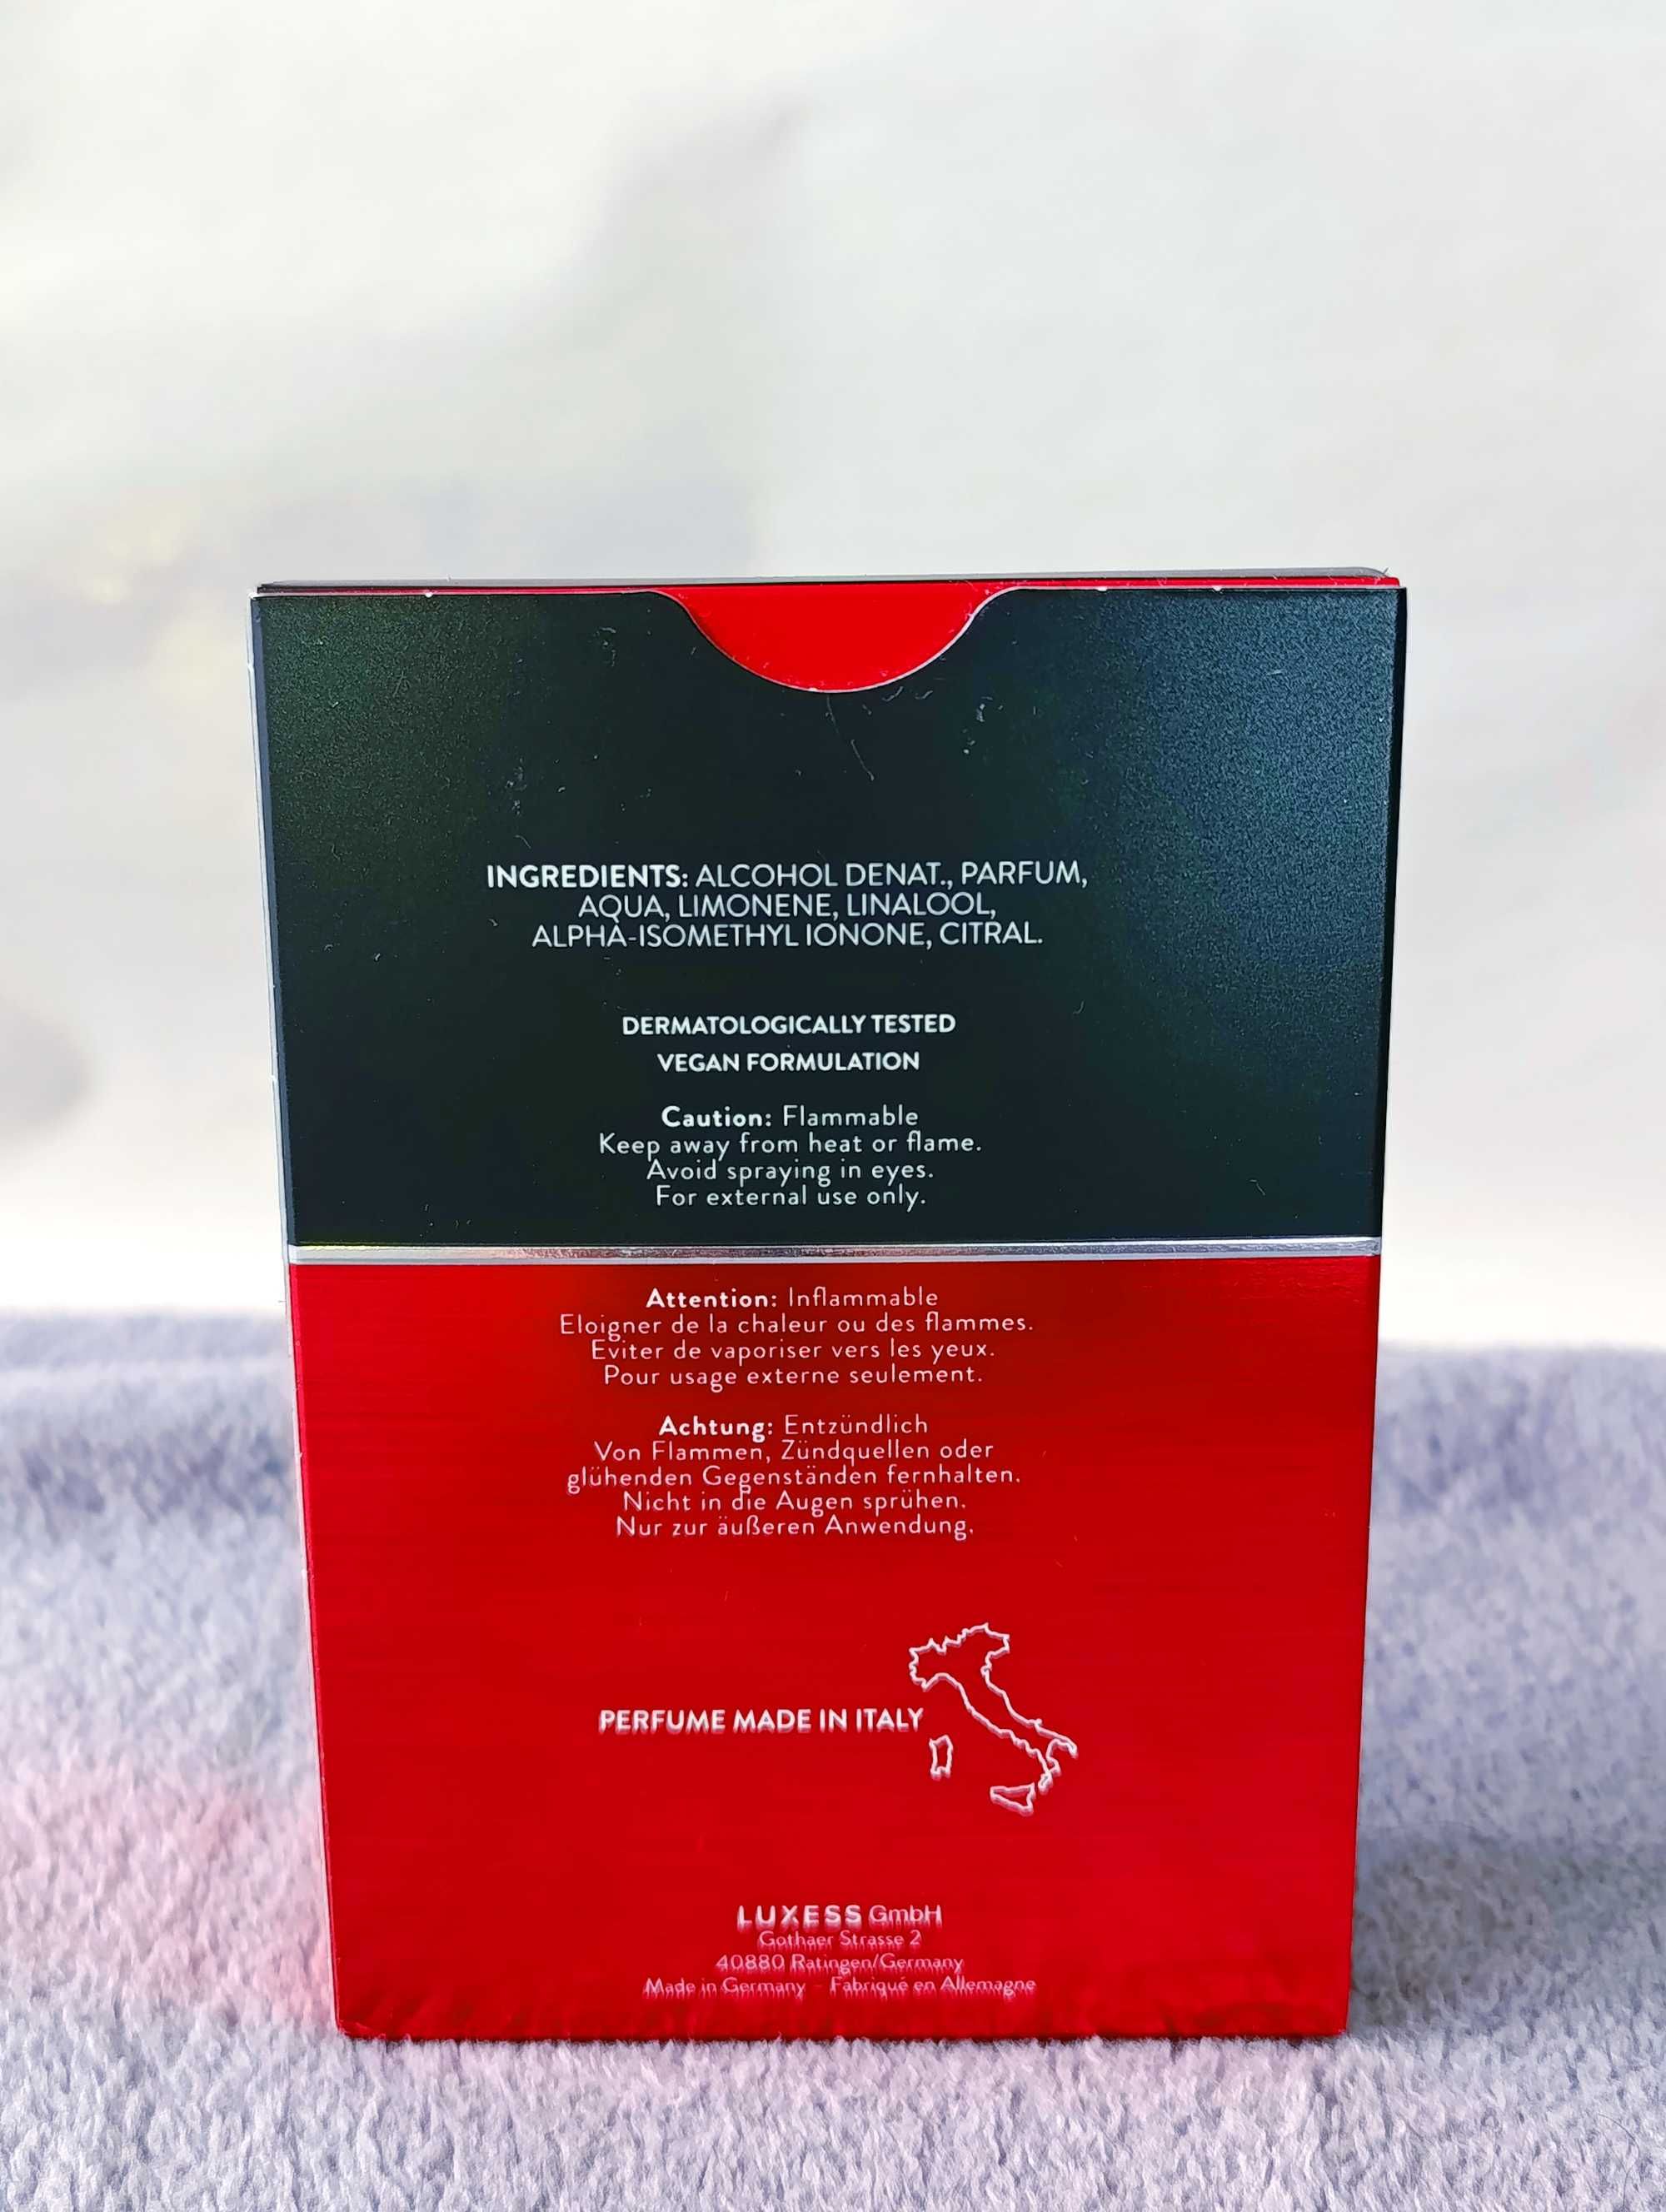 INGREDIENTS: ALCOHOL DENAT., PARFUM,
AQUA, LIMONENE, LINALOOL,
ALPHA-ISOMETHYL IONONE, CITRAL.
DERMATOLOGICALLY TESTED
VEGAN FORMULATION
Caution: Flammable
Keep away from heat or flame.
Avoid spraying in eyes.
For external use only.
Attention: Inflammable
Eloigner de la chaleur ou des flammes.
Eviter de vaporiser vers les yeux.
Pour usage externe seulement.
Achtung: Entzündlich
Von Flammen, Zündquellen oder
glühenden Gegenständen fernhalten.
Nicht in die Augen sprühen.
Nur zur äußeren Anwendung.
PERFUME MADE IN ITALY
LUXESS GmbH
Gothaer Strasse 2
40880 Ratingen/Germany
Made in Germany – Fabriqué en Allemagne